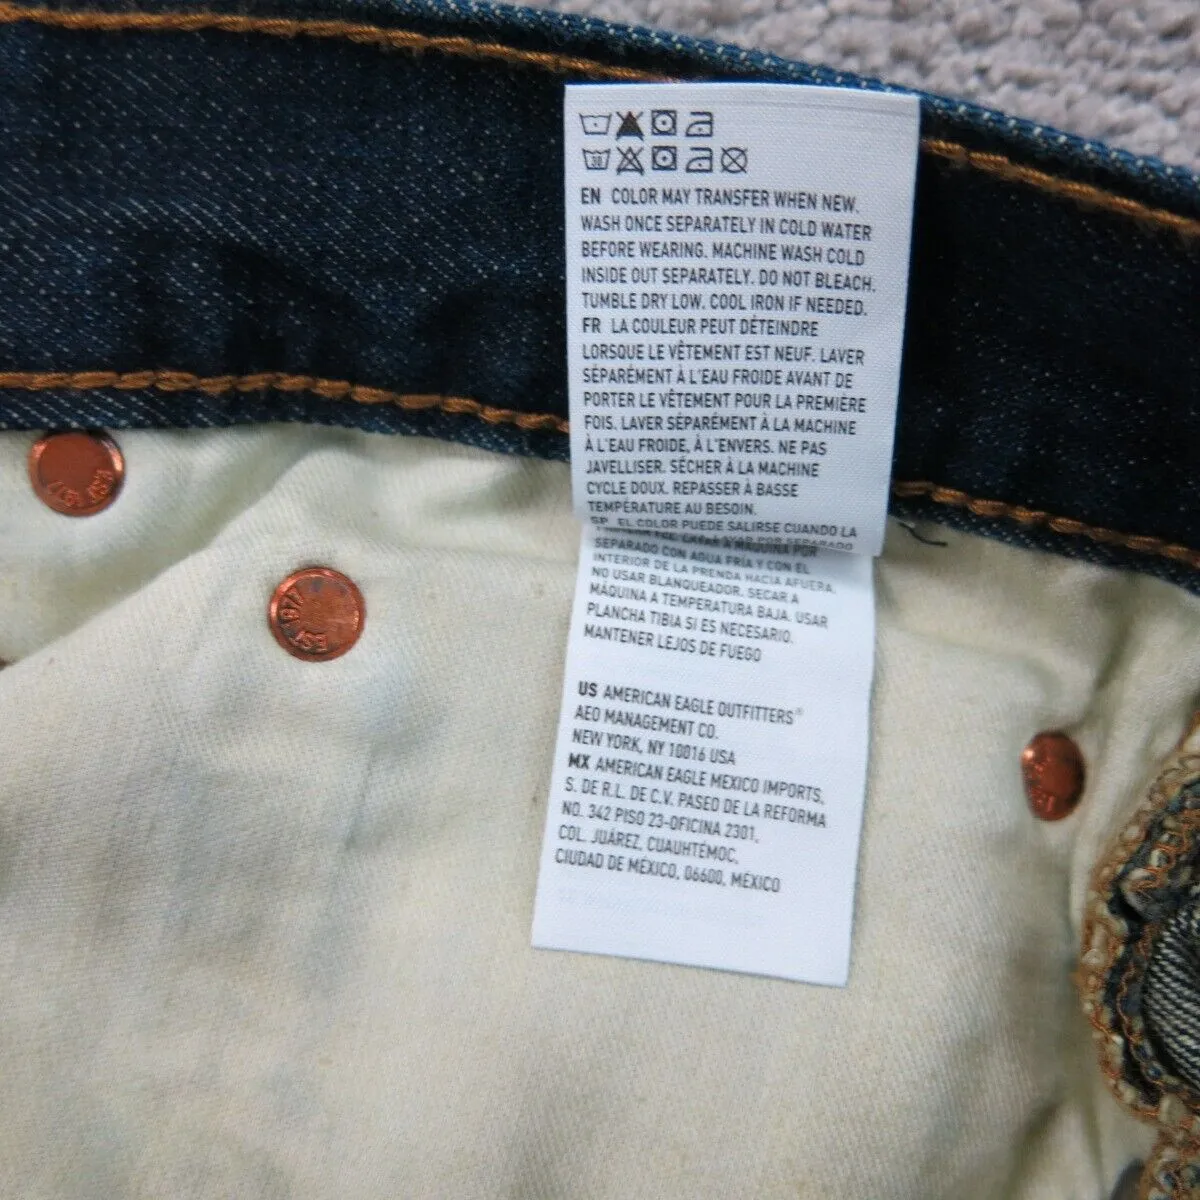 30
EN COLOR MAY TRANSFER WHEN NEW.
WASH ONCE SEPARATELY IN COLD WATER
BEFORE WEARING. MACHINE WASH COLD
INSIDE OUT SEPARATELY. DO NOT BLEACH.
TUMBLE DRY LOW. COOL IRON IF NEEDED.
FR LA COULEUR PEUT DÉTEINDRE
LORSQUE LE VÊTEMENT EST NEUF. LAVER
SÉPARÉMENT À L'EAU FROIDE AVANT DE
PORTER LE VÊTEMENT POUR LA PREMIÈRE
FOIS. LAVER SÉPARÉMENT À LA MACHINE
À L'EAU FROIDE, À L'ENVERS. NE PAS
JAVELLISER. SÉCHER À LA MACHINE
CYCLE DOUX. REPASSER À BASSE
TEMPÉRATURE AU BESOIN.
SP EL COLOR PUEDE SALIRSE CUANDO LA
LAVAR A MÁQUINA POR
SEPARADO CON AGUA FRÍA Y CON EL
INTERIOR DE LA PRENDA HACIA AFUERA.
NO USAR BLANQUEADOR. SECAR A
MÁQUINA A TEMPERATURA BAJA. USAR
PLANCHA TIBIA SI ES NECESARIO.
MANTENER LEJOS DE FUEGO
US AMERICAN EAGLE OUTFITTERS®
AEO MANAGEMENT CO.
NEW YORK, NY 10016 USA
MX AMERICAN EAGLE MEXICO IMPORTS,
S. DE R.L. DE C.V. PASEO DE LA REFORMA
NO. 342 PISO 23-OFICINA 2301,
COL. JUÁREZ, CUAUHTÉMOC,
CIUDAD DE MÉXICO, 06600, MÉXICO